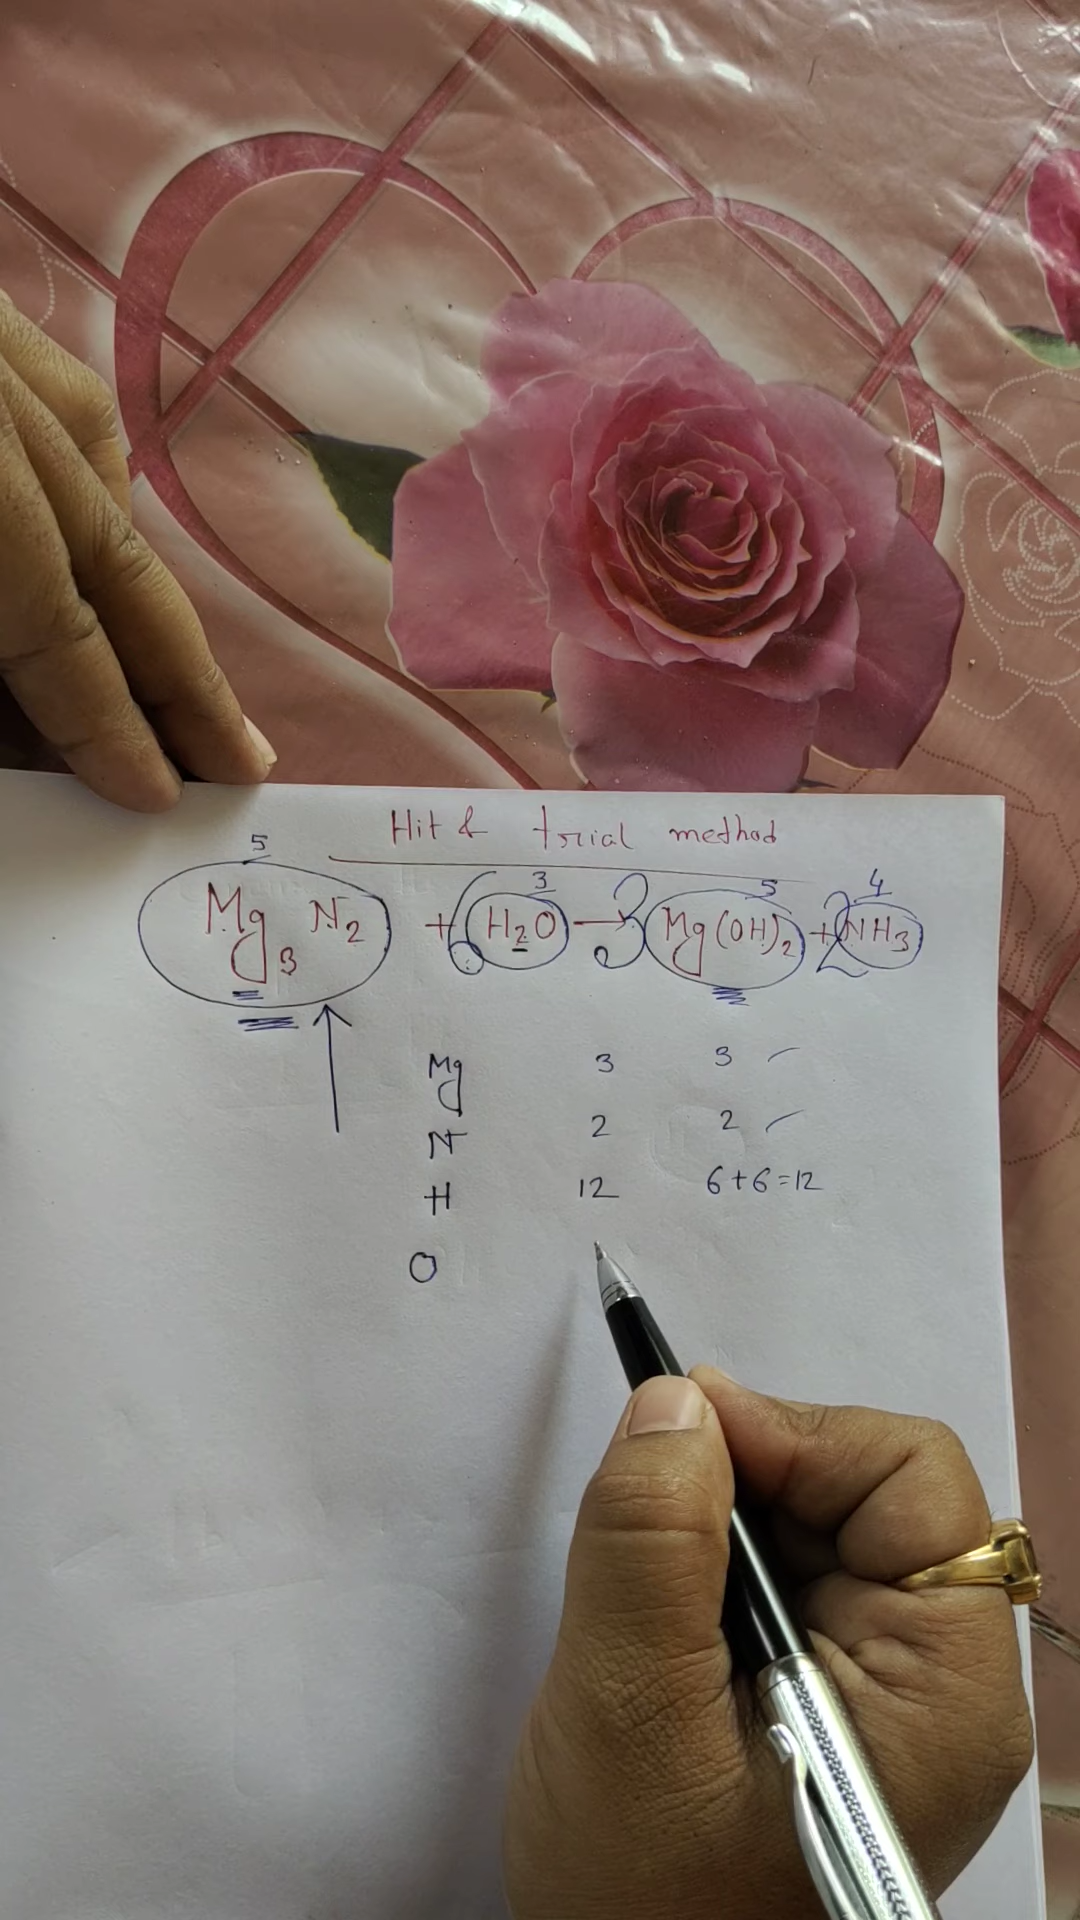 Hit & trial method
5 3 5 4
Mg₃N₂ + 6H₂O → 3Mg(OH)₂ + 2NH₃
Mg 3 3
N 2 2
H 12 6+6=12
O